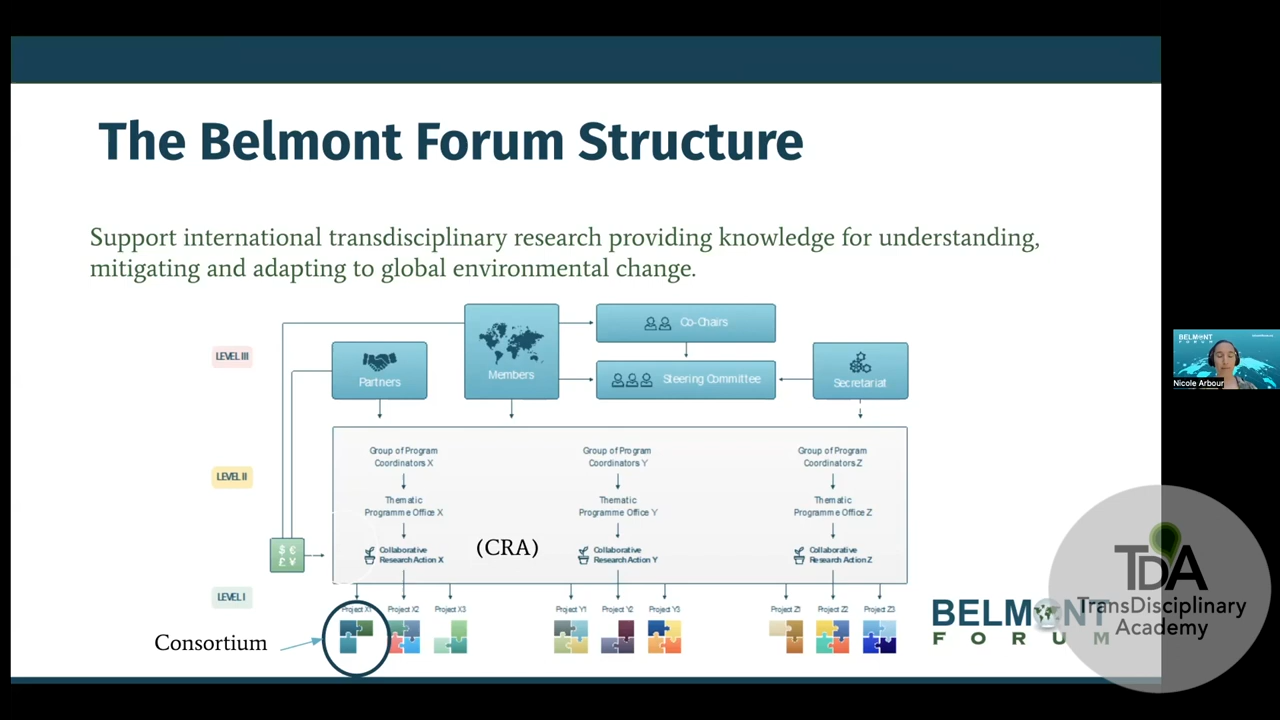 The Belmont Forum Structure
Support international transdisciplinary research providing knowledge for understanding,
mitigating and adapting to global environmental change.
LEVEL III
Partners
Members
Co-Chairs
Steering Committee
Secretariat
LEVEL II
Group of Program
Coordinators X
Group of Program
Coordinators Y
Group of Program
Coordinators Z
Thematic
Programme Office X
Thematic
Programme Office Y
Thematic
Programme Office Z
$ €
£ ¥
Collaborative
Research Action X
(CRA)
Collaborative
Research Action Y
Collaborative
Research Action Z
LEVEL I
Project X1
Project X2
Project X3
Project Y1
Project Y2
Project Y3
Project Z1
Project Z2
Project Z3
Consortium
BELMONT
FORUM
TDA
TransDisciplinary
Academy
BELMONT
FORUM
Nicole Arbour